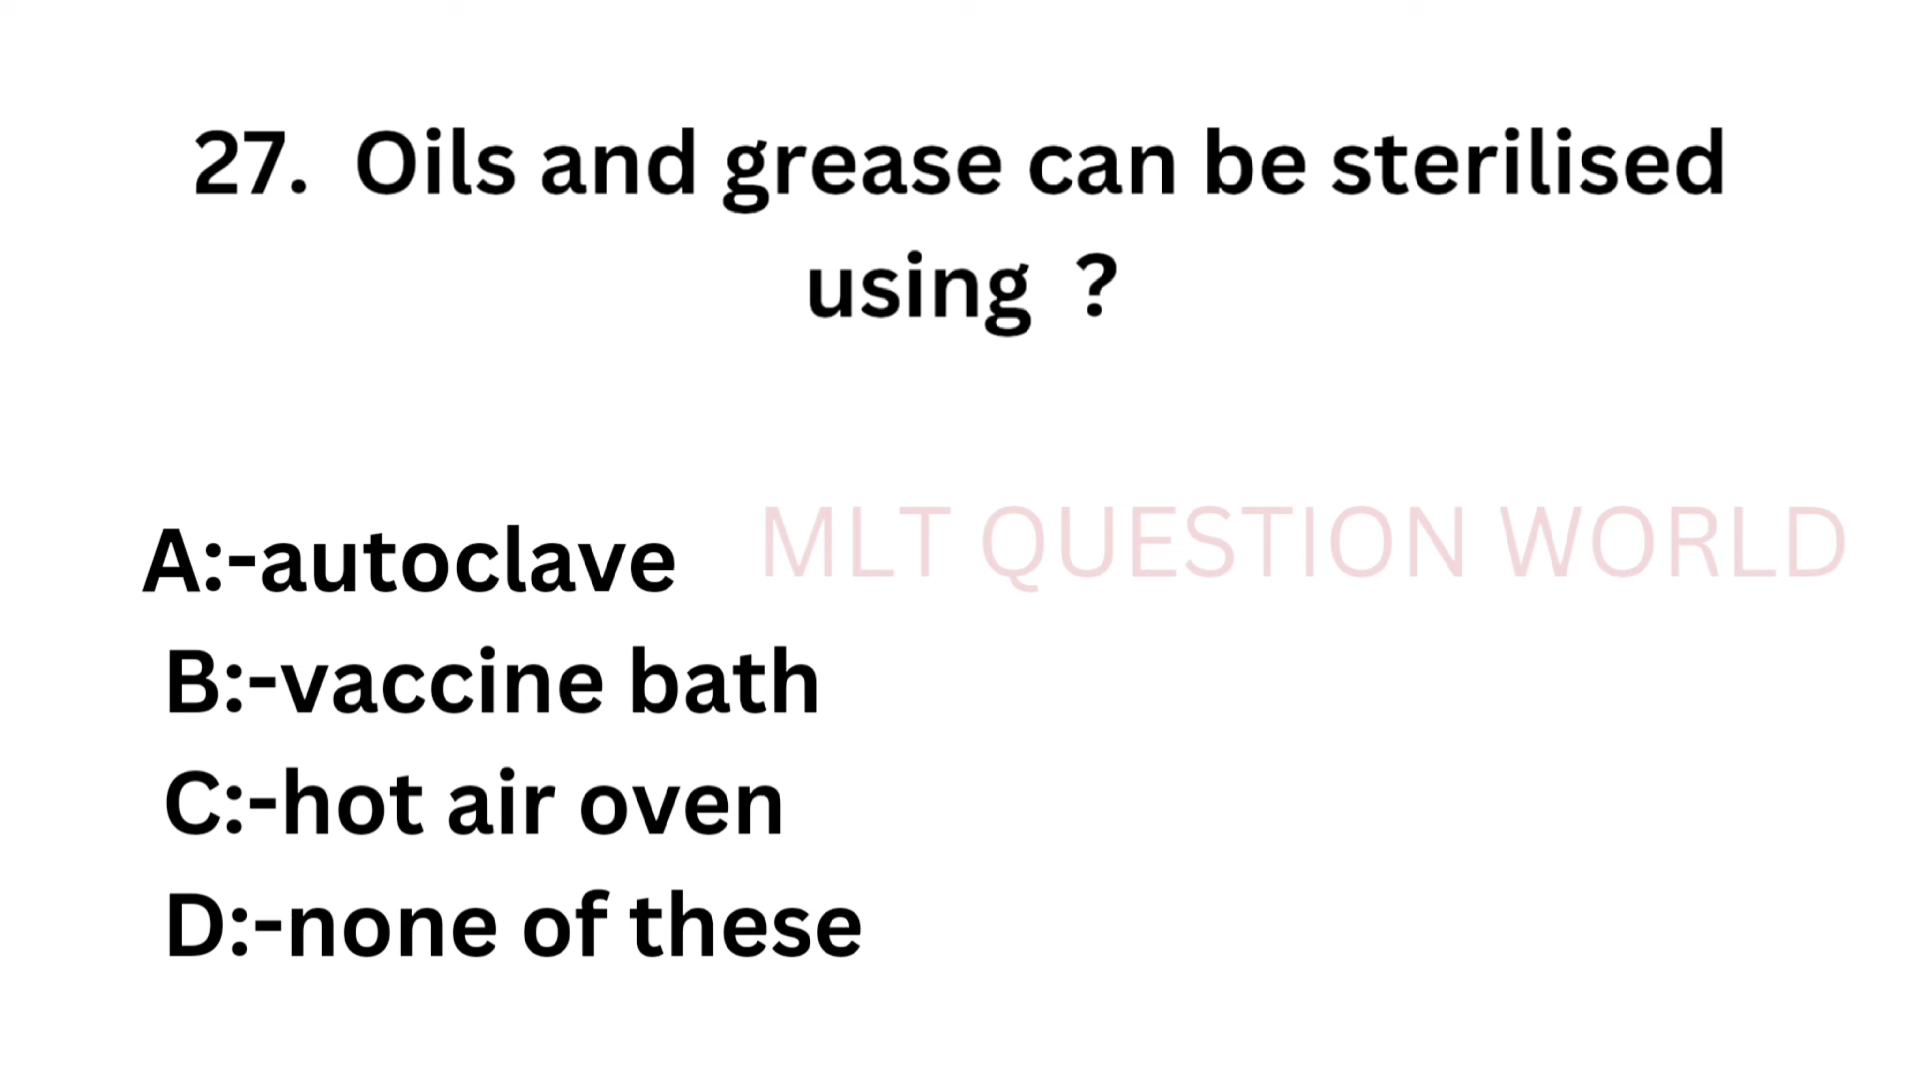 27. Oils and grease can be sterilised
using ?
A:-autoclave
MLT QUESTION WORLD
B:-vaccine bath
C:-hot air oven
D:-none of these